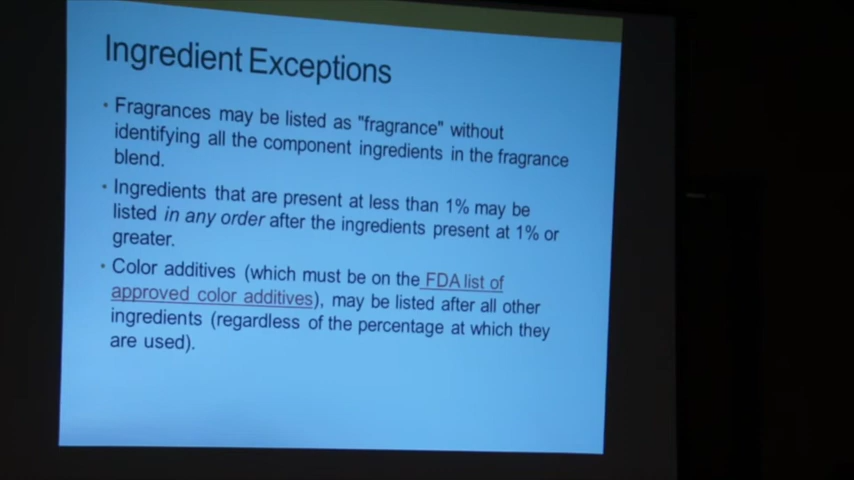 Ingredient Exceptions
• Fragrances may be listed as "fragrance" without
identifying all the component ingredients in the fragrance
blend.
• Ingredients that are present at less than 1% may be
listed in any order after the ingredients present at 1% or
greater.
• Color additives (which must be on the FDA list of
approved color additives), may be listed after all other
ingredients (regardless of the percentage at which they
are used).